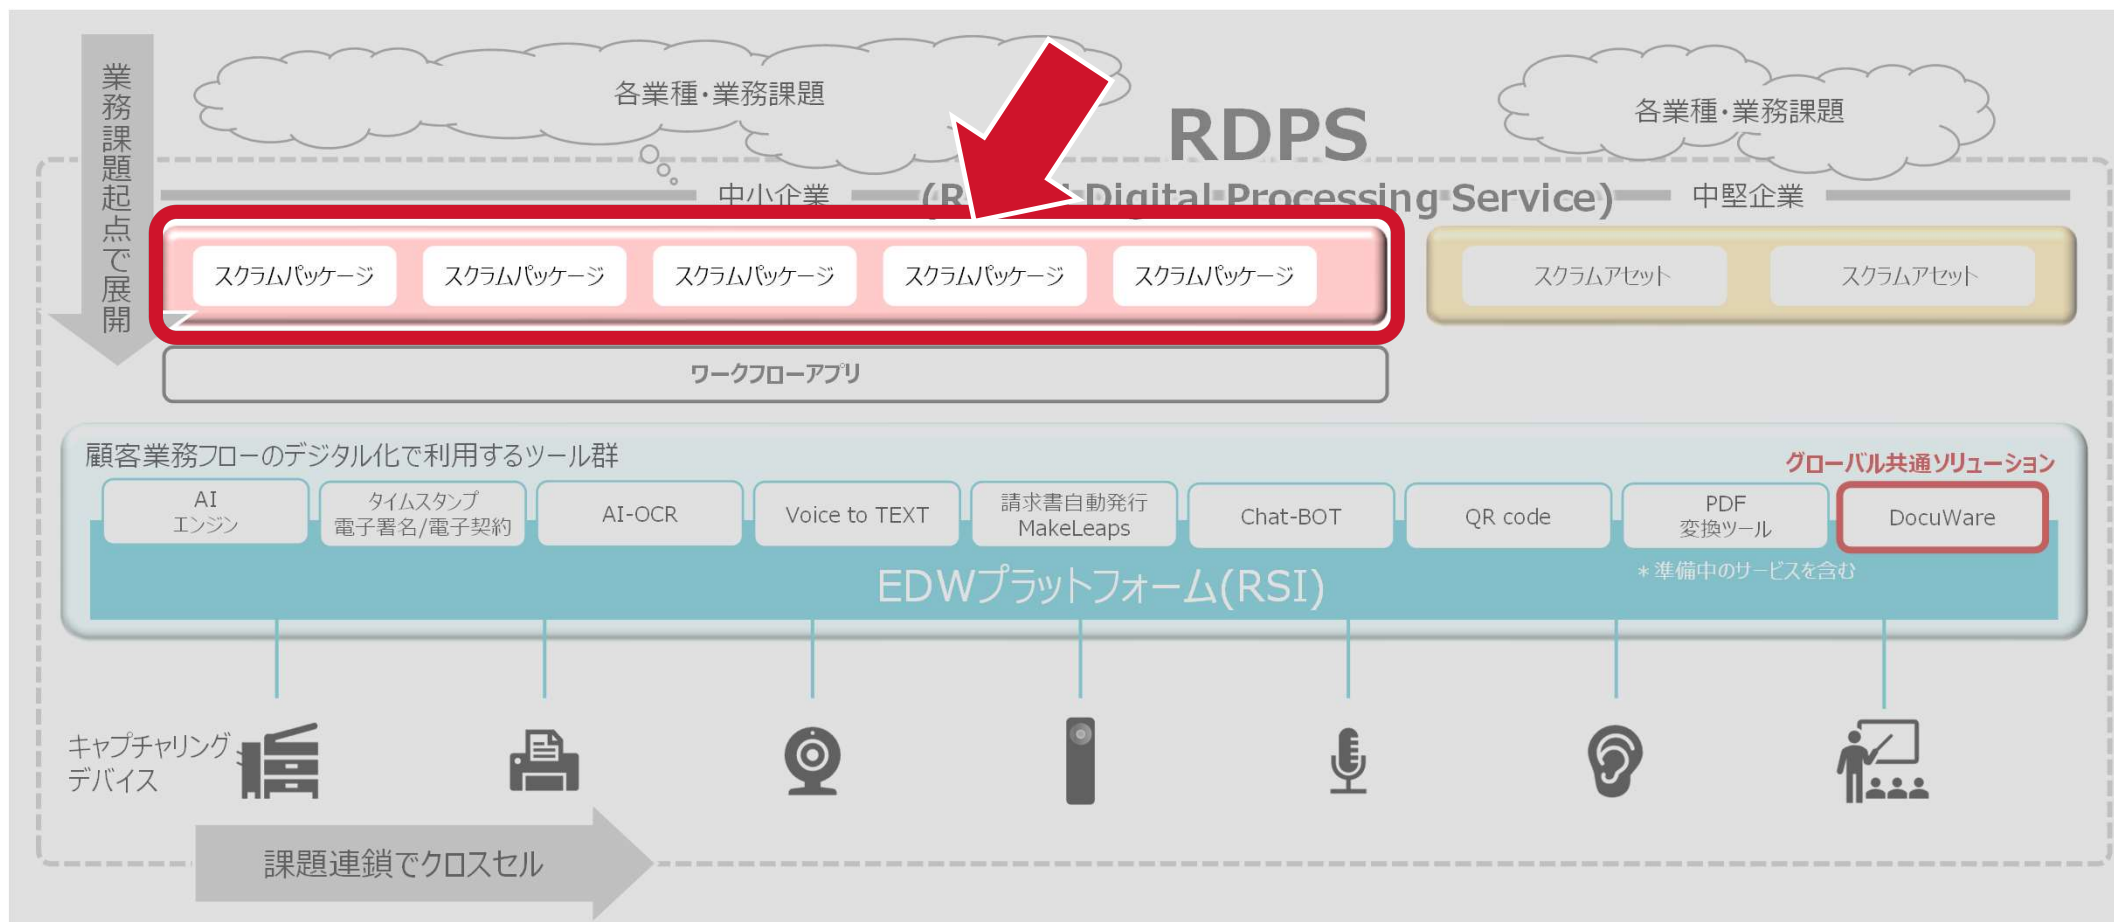 業務課題起点で展開
各業種・業務課題
RDPS
各業種・業務課題
中小企業
Digital Processing Service)
中堅企業
スクラムパッケージ
スクラムパッケージ
スクラムパッケージ
スクラムパッケージ
スクラムパッケージ
スクラムアセット
スクラムアセット
ワークフローアプリ
顧客業務フローのデジタル化で利用するツール群
グローバル共通ソリューション
AI
エンジン
タイムスタンプ
電子署名/電子契約
AI-OCR
Voice to TEXT
請求書自動発行
MakeLeaps
Chat-BOT
QR code
PDF
変換ツール
DocuWare
EDWプラットフォーム(RSI)
＊準備中のサービスを含む
キャプチャリング
デバイス
課題連鎖でクロスセル